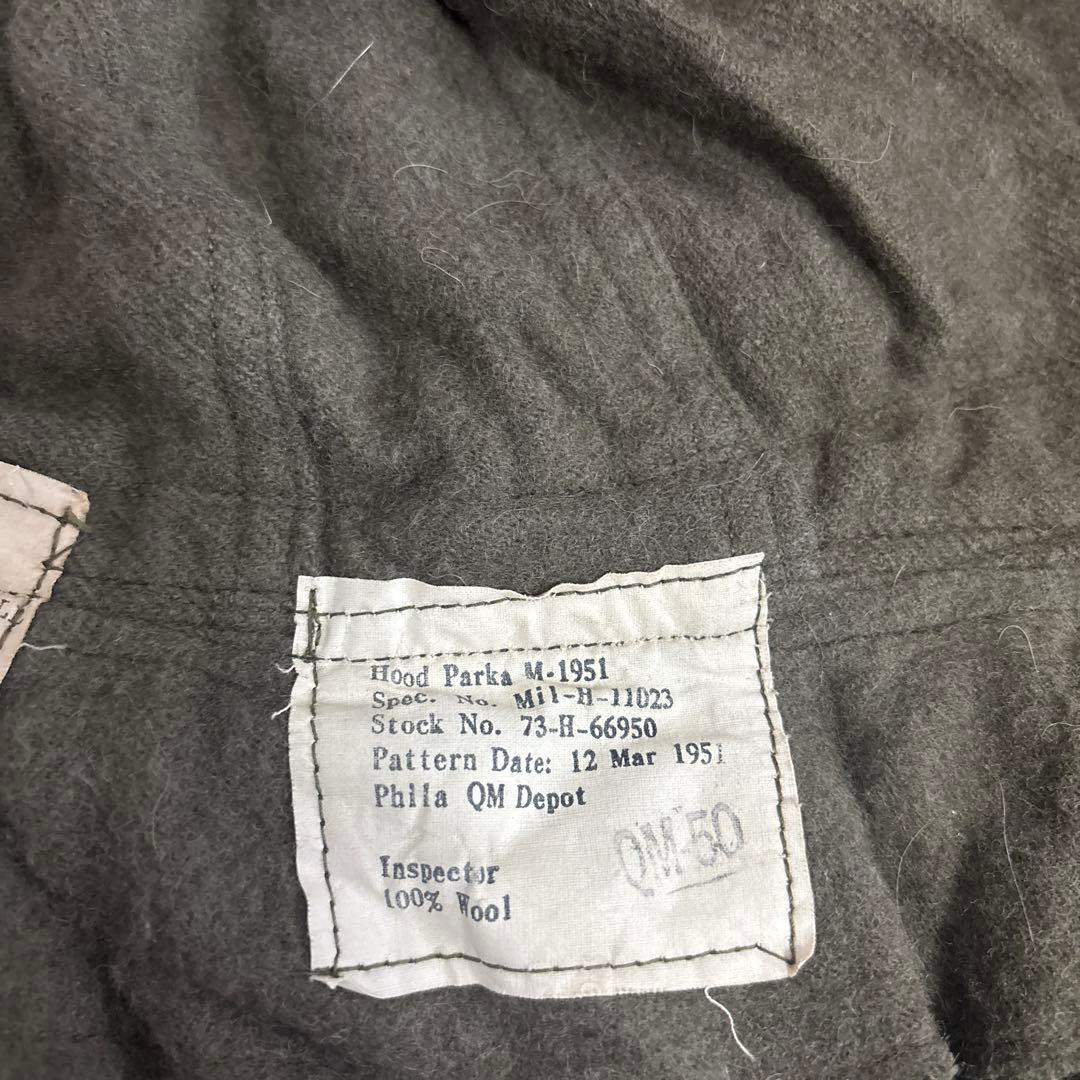 Hood Parka M-1951
Spec. No. Mil-H-11023
Stock No. 73-H-66950
Pattern Date: 12 Mar 1951
Phila QM Depot
QM-50
Inspector
100% Wool